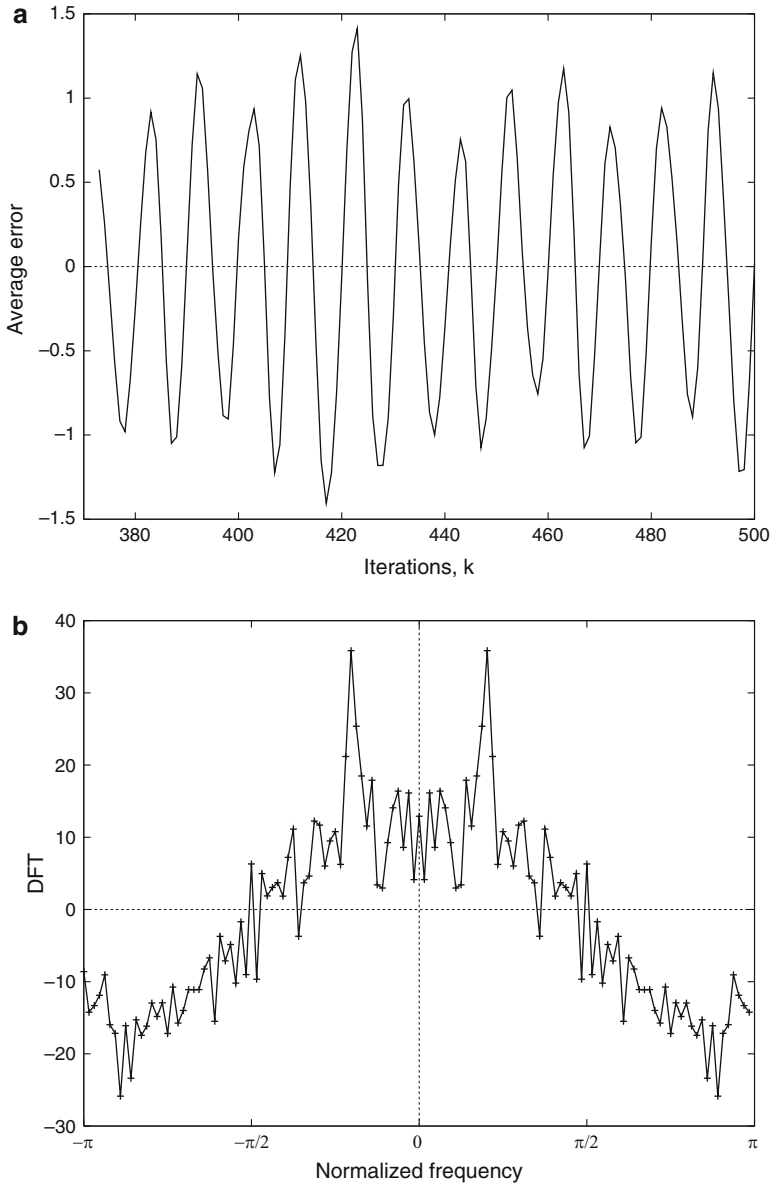 a
1.5
1
0.5
0
−0.5
−1
−1.5
Average error
380 400 420 440 460 480 500
Iterations, k
b
40
30
20
10
0
−10
−20
−30
DFT
−π −π/2 0 π/2 π
Normalized frequency